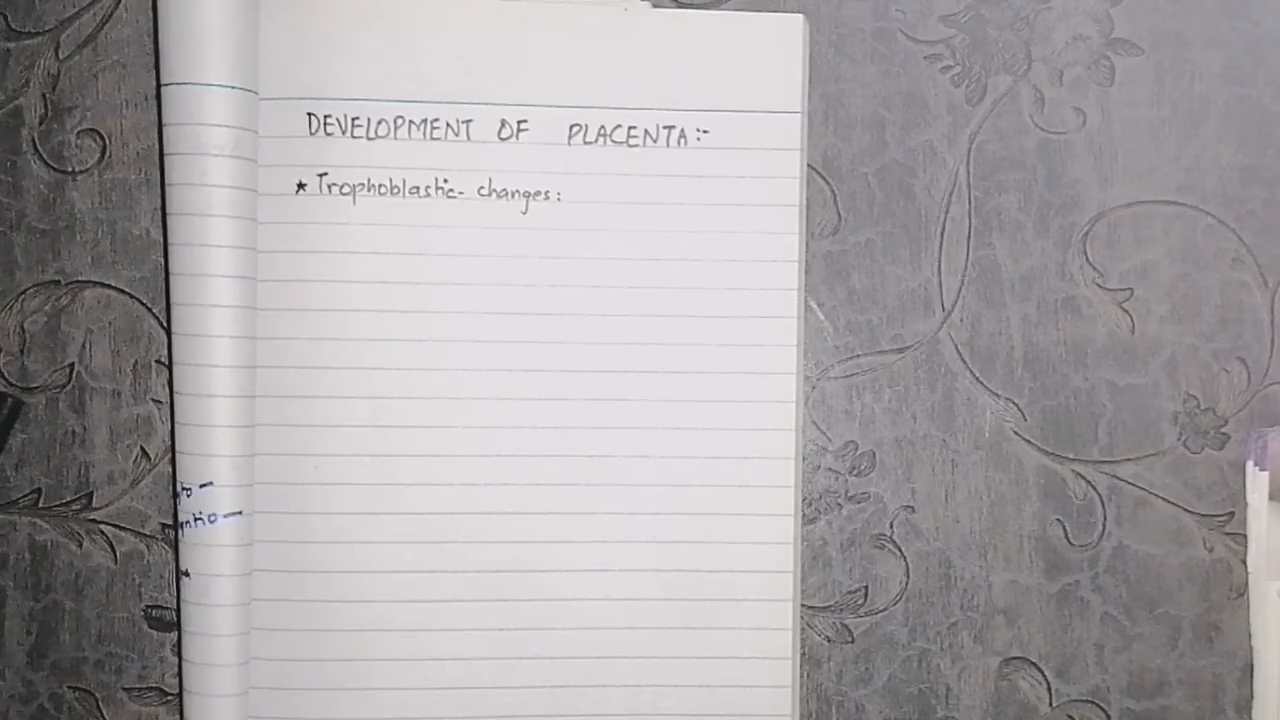 DEVELOPMENT OF PLACENTA :-
★ Trophoblastic- changes :